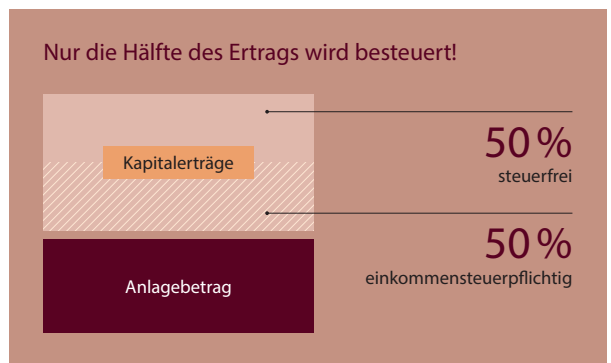 Nur die Hälfte des Ertrags wird besteuert!
Kapitalerträge
50 %
steuerfrei
50 %
einkommensteuerpflichtig
Anlagebetrag